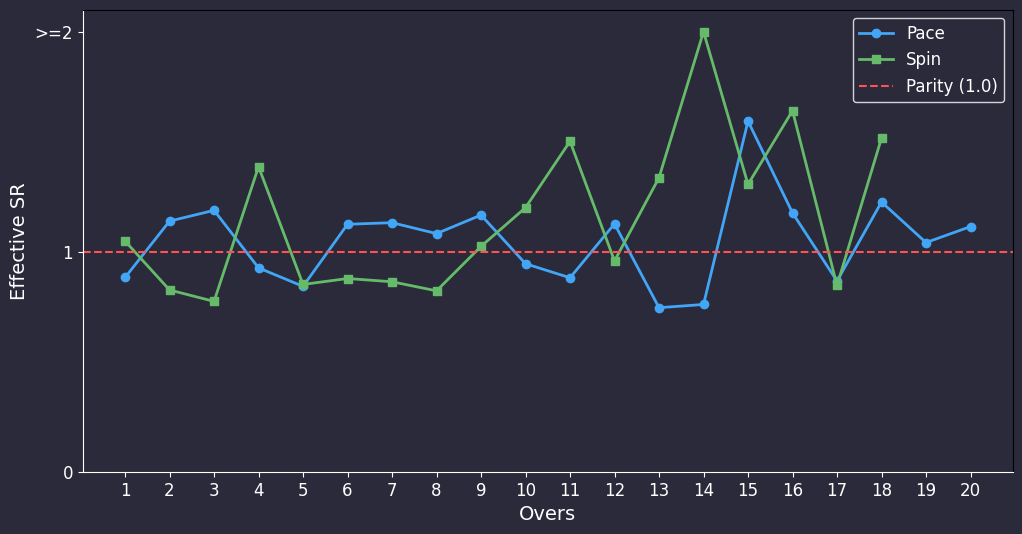 Pace
Spin
Parity (1.0)
>=2
1
0
Effective SR
1 2 3 4 5 6 7 8 9 10 11 12 13 14 15 16 17 18 19 20
Overs